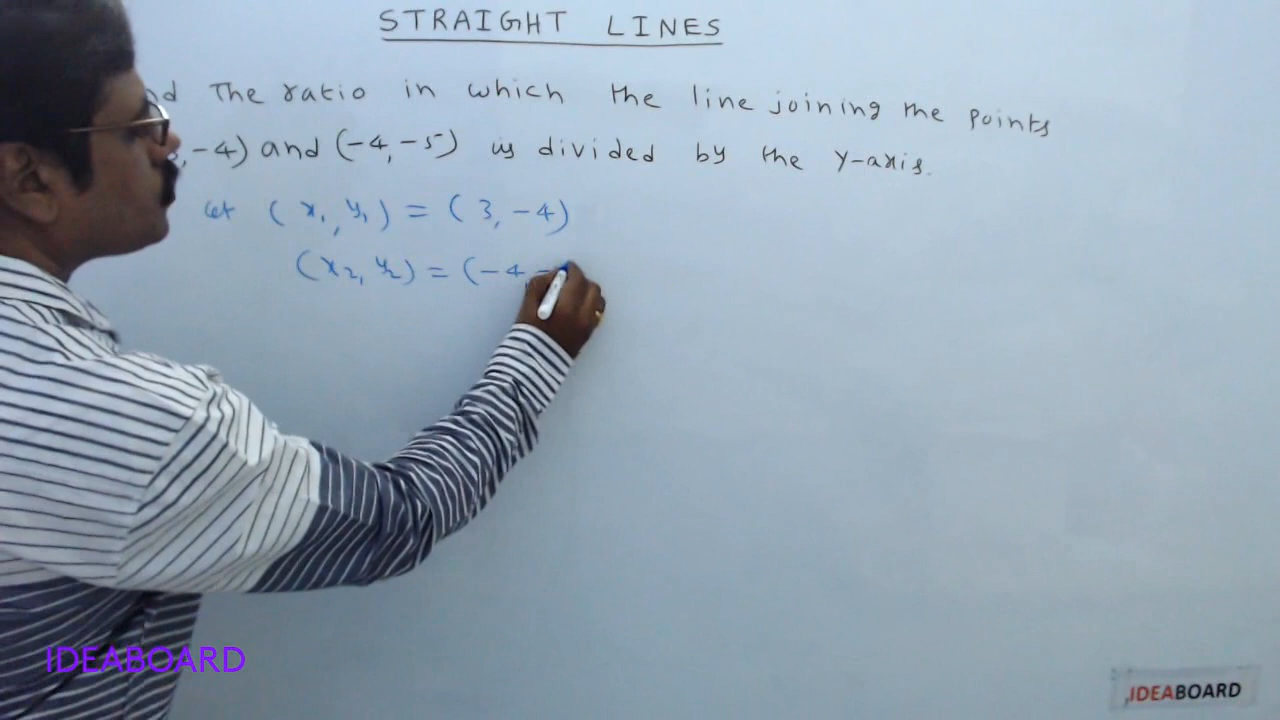 STRAIGHT LINES
The ratio in which the line joining the points
, -4) and (-4, -5) is divided by the Y-axis.
Let (x₁, y₁) = (3, -4)
(x₂, y₂) = (-4, -
IDEABOARD
IDEABOARD